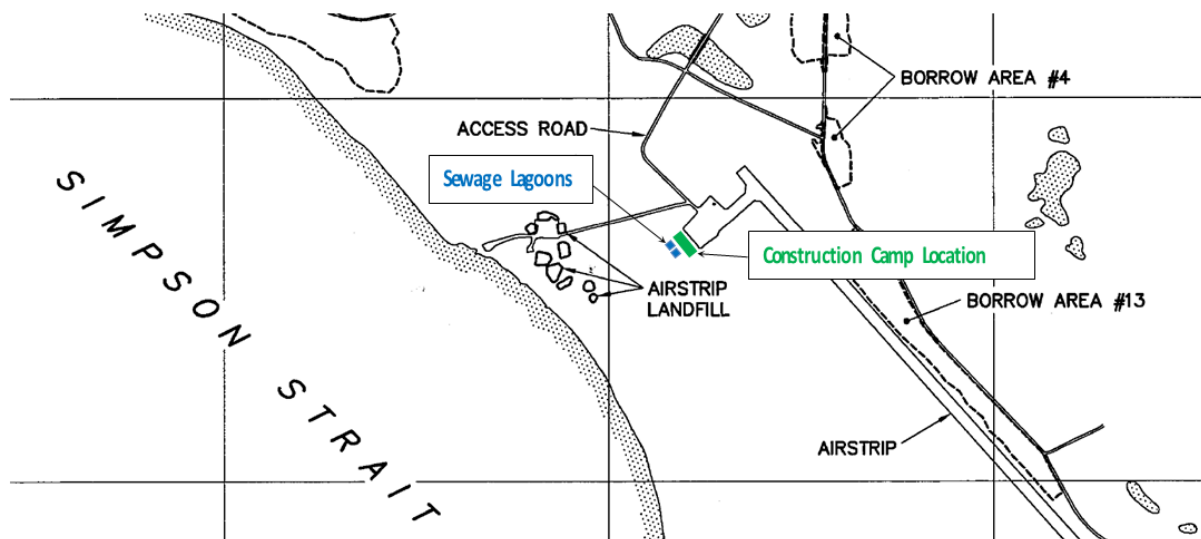 BORROW AREA #4
ACCESS ROAD
Sewage Lagoons
SIMPSON STRAIT
Construction Camp Location
AIRSTRIP
LANDFILL
BORROW AREA #13
AIRSTRIP